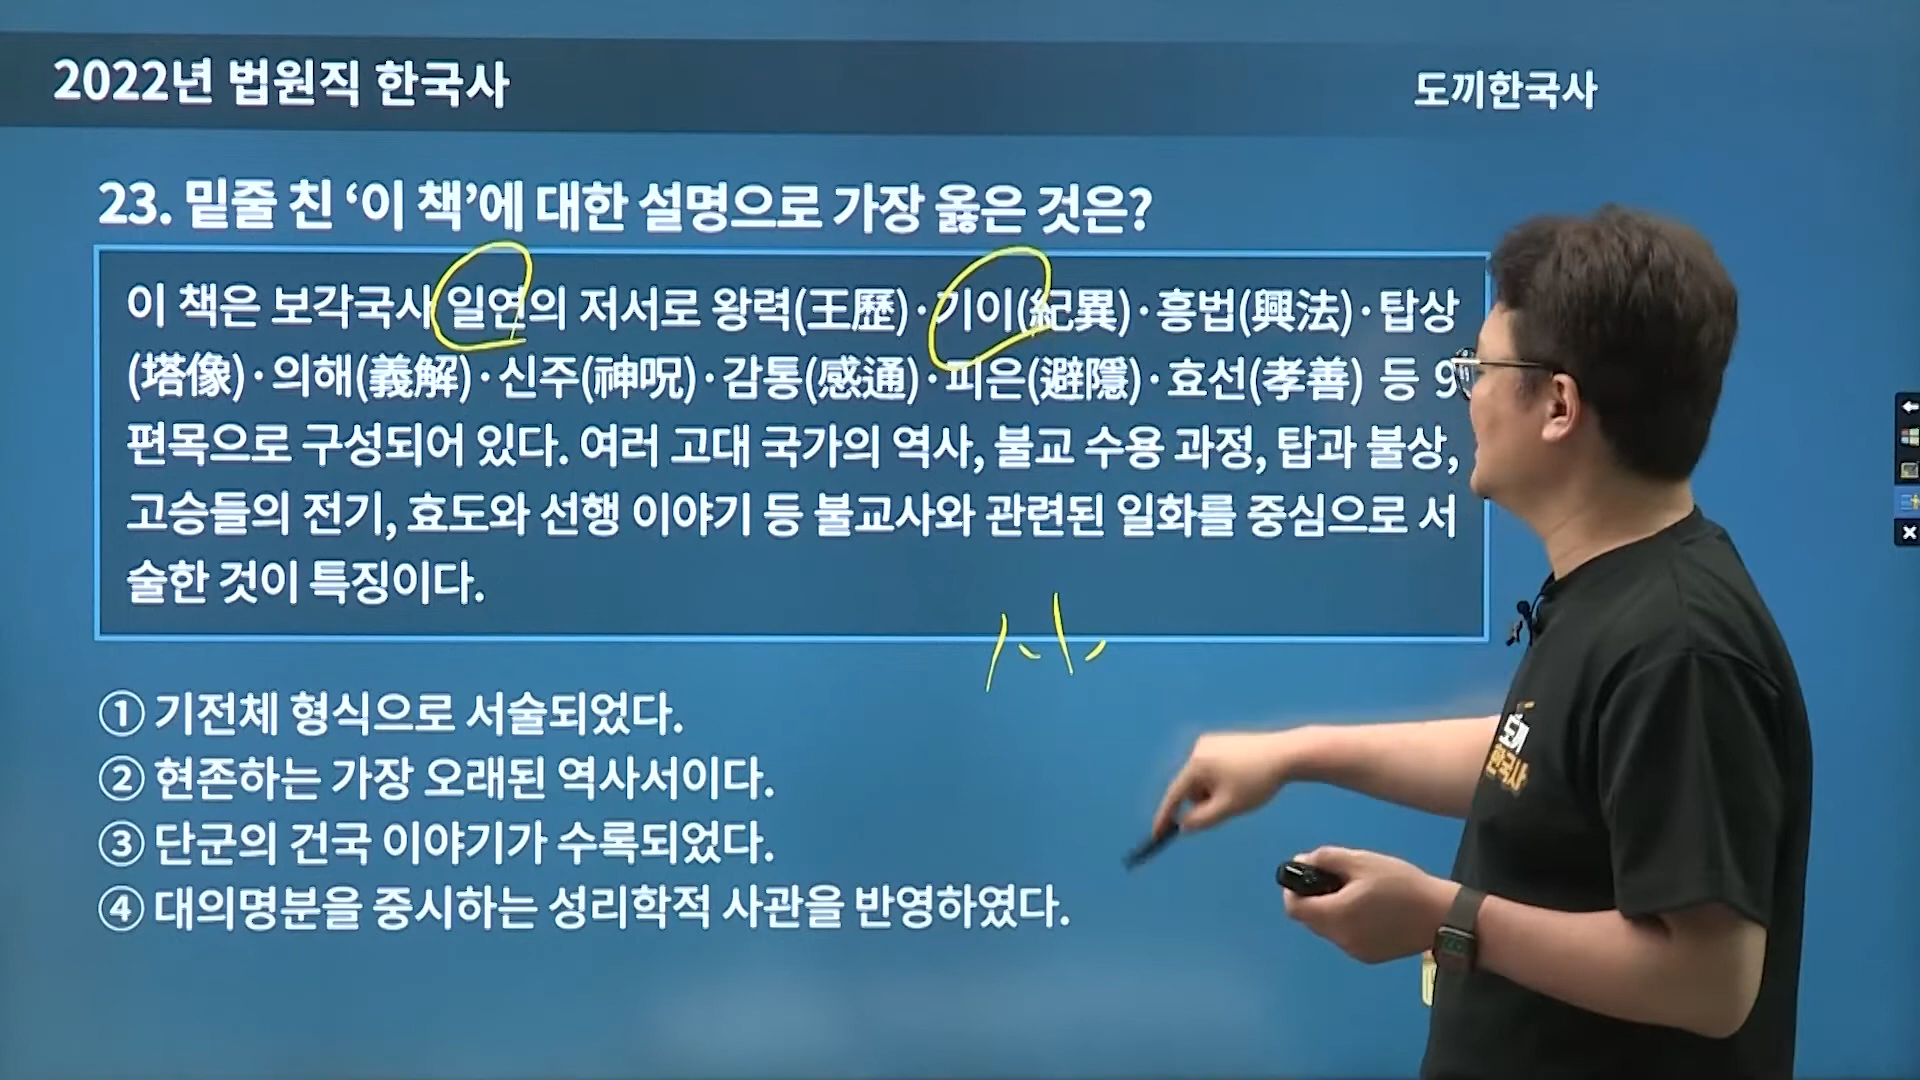 2022년 법원직 한국사
도끼한국사
23. 밑줄 친 ‘이 책’에 대한 설명으로 가장 옳은 것은?
이 책은 보각국사 일연의 저서로 왕력(王歷)·기이(紀異)·흥법(興法)·탑상
(塔像)·의해(義解)·신주(神呪)·감통(感通)·피은(避隱)·효선(孝善) 등 9
편목으로 구성되어 있다. 여러 고대 국가의 역사, 불교 수용 과정, 탑과 불상,
고승들의 전기, 효도와 선행 이야기 등 불교사와 관련된 일화를 중심으로 서
술한 것이 특징이다.
① 기전체 형식으로 서술되었다.
② 현존하는 가장 오래된 역사서이다.
③ 단군의 건국 이야기가 수록되었다.
④ 대의명분을 중시하는 성리학적 사관을 반영하였다.
도끼
한국사